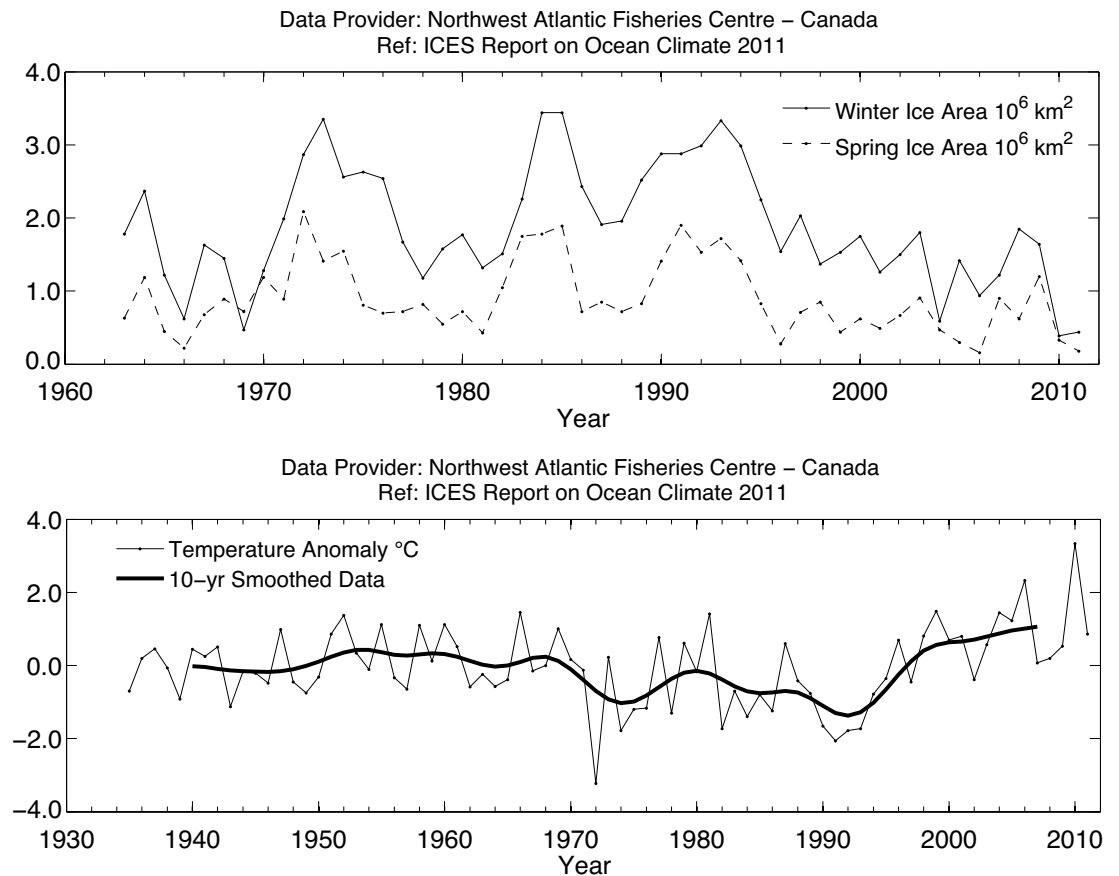 Data Provider: Northwest Atlantic Fisheries Centre – Canada
Ref: ICES Report on Ocean Climate 2011
4.0
3.0
2.0
1.0
0.0
Winter Ice Area 10⁶ km²
Spring Ice Area 10⁶ km²
1960 1970 1980 1990 2000 2010
Year
Data Provider: Northwest Atlantic Fisheries Centre – Canada
Ref: ICES Report on Ocean Climate 2011
4.0
2.0
0.0
−2.0
−4.0
Temperature Anomaly °C
10−yr Smoothed Data
1930 1940 1950 1960 1970 1980 1990 2000 2010
Year